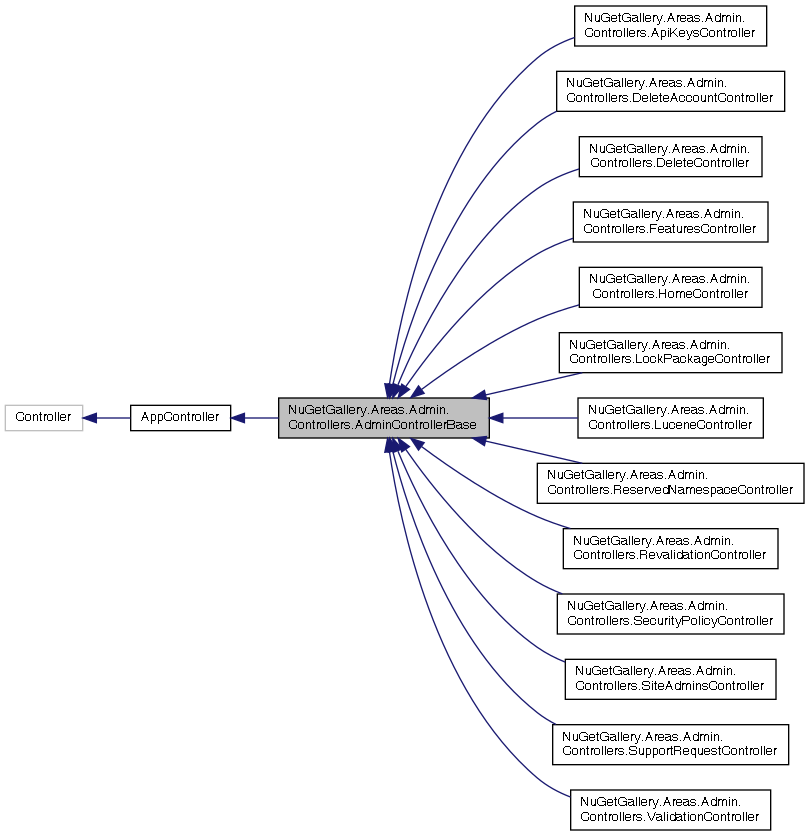 NuGetGallery.Areas.Admin.
Controllers.ApiKeysController
NuGetGallery.Areas.Admin.
Controllers.DeleteAccountController
NuGetGallery.Areas.Admin.
Controllers.DeleteController
NuGetGallery.Areas.Admin.
Controllers.FeaturesController
NuGetGallery.Areas.Admin.
Controllers.HomeController
NuGetGallery.Areas.Admin.
Controllers.LockPackageController
Controller
AppController
NuGetGallery.Areas.Admin.
Controllers.AdminControllerBase
NuGetGallery.Areas.Admin.
Controllers.LuceneController
NuGetGallery.Areas.Admin.
Controllers.ReservedNamespaceController
NuGetGallery.Areas.Admin.
Controllers.RevalidationController
NuGetGallery.Areas.Admin.
Controllers.SecurityPolicyController
NuGetGallery.Areas.Admin.
Controllers.SiteAdminsController
NuGetGallery.Areas.Admin.
Controllers.SupportRequestController
NuGetGallery.Areas.Admin.
Controllers.ValidationController